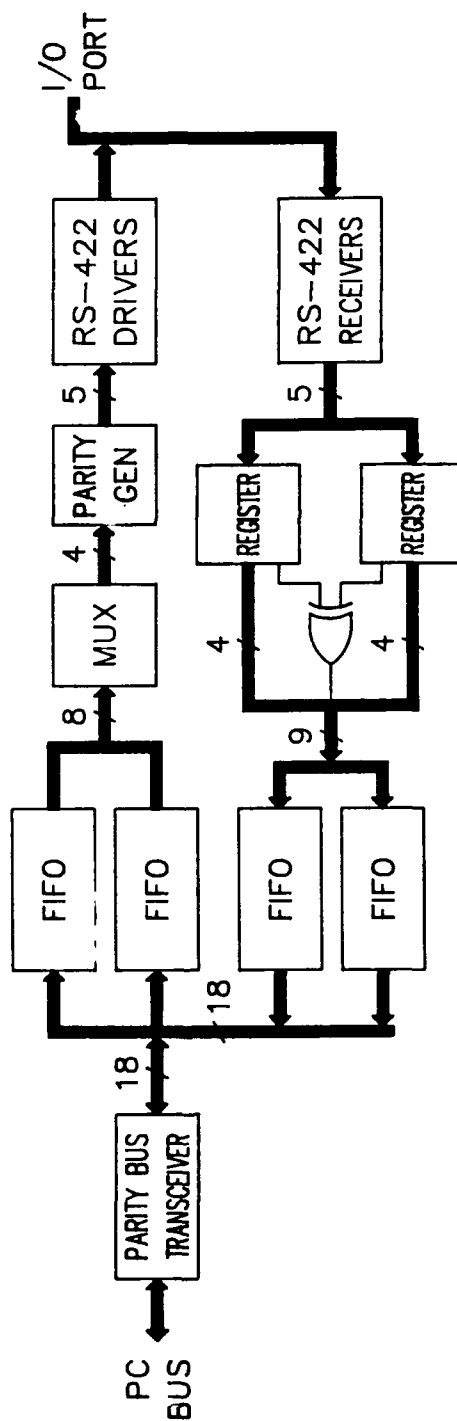 PC
BUS
PARITY BUS
TRANSCEIVER
18
18
FIFO
FIFO
8
MUX
4
PARITY
GEN
5
RS-422
DRIVERS
I/O
PORT
FIFO
FIFO
9
4
4
REGISTER
REGISTER
5
RS-422
RECEIVERS